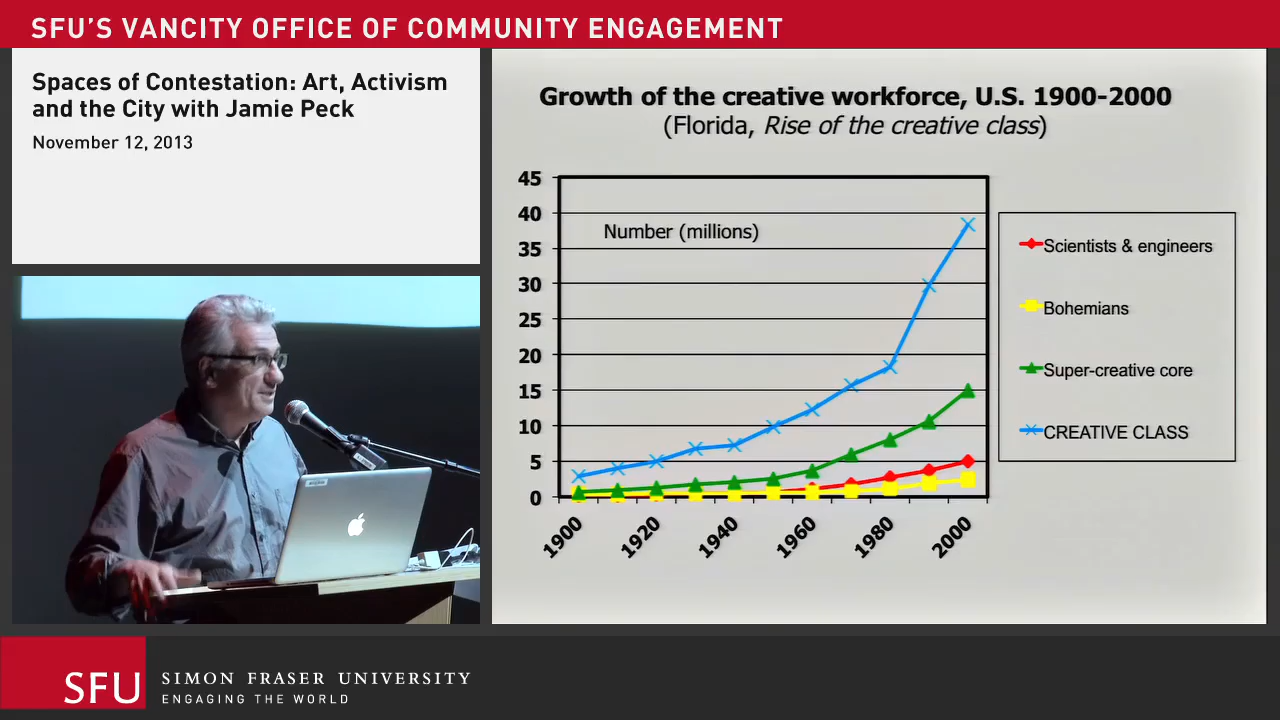 SFU'S VANCITY OFFICE OF COMMUNITY ENGAGEMENT
Spaces of Contestation: Art, Activism
and the City with Jamie Peck
November 12, 2013
Growth of the creative workforce, U.S. 1900-2000
(Florida, Rise of the creative class)
45
40
35
30
25
20
15
10
5
0
Number (millions)
1900
1920
1940
1960
1980
2000
Scientists & engineers
Bohemians
Super-creative core
CREATIVE CLASS
SFU
SIMON FRASER UNIVERSITY
ENGAGING THE WORLD